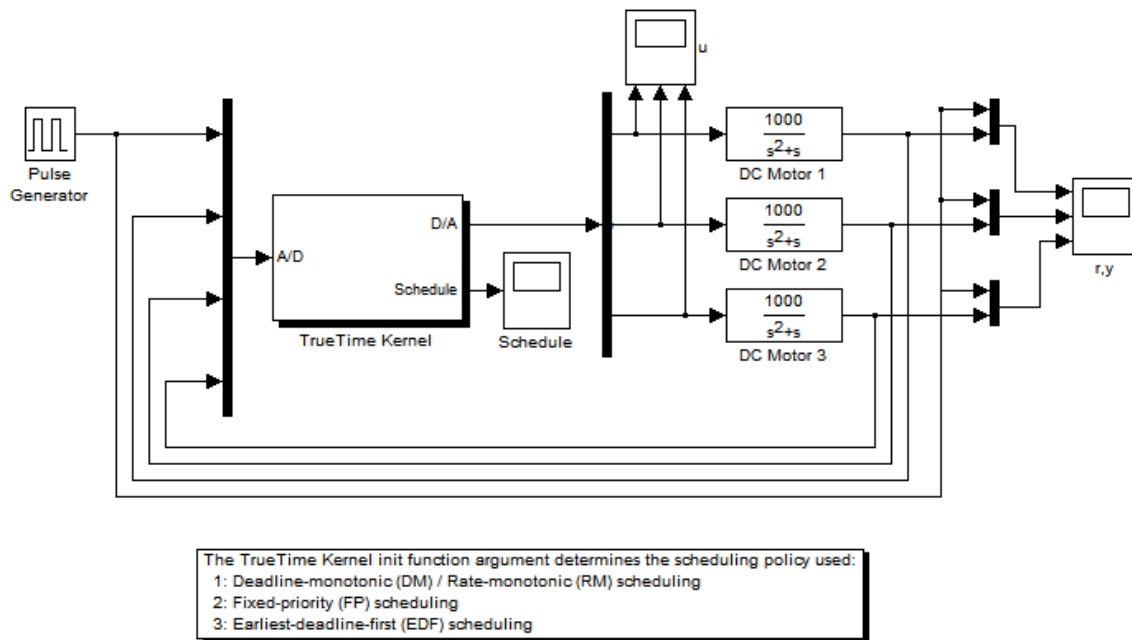 u
Pulse
Generator
1000
s2+s
DC Motor 1
A/D
D/A
Schedule
TrueTime Kernel
Schedule
1000
s2+s
DC Motor 2
1000
s2+s
DC Motor 3
r,y
The TrueTime Kernel init function argument determines the scheduling policy used:
1: Deadline-monotonic (DM) / Rate-monotonic (RM) scheduling
2: Fixed-priority (FP) scheduling
3: Earliest-deadline-first (EDF) scheduling